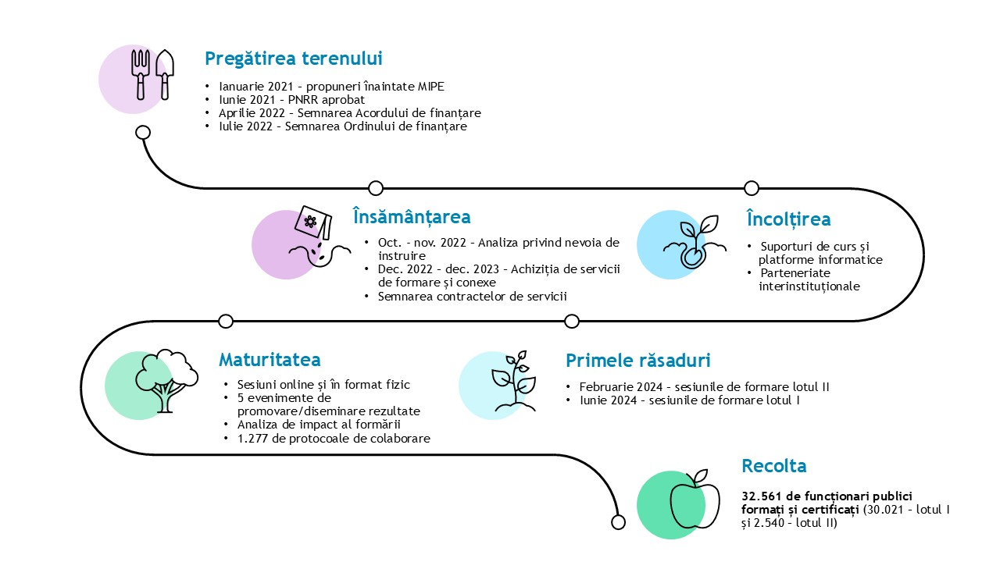 Pregătirea terenului
• Ianuarie 2021 – propuneri înaintate MIPE
• Iunie 2021 – PNRR aprobat
• Aprilie 2022 – Semnarea Acordului de finanțare
• Iulie 2022 – Semnarea Ordinului de finanțare
Însămânțarea
• Oct. - nov. 2022 – Analiza privind nevoia de
instruire
• Dec. 2022 – dec. 2023 – Achiziția de servicii
de formare și conexe
• Semnarea contractelor de servicii
Încolțirea
• Suporturi de curs și
platforme informatice
• Parteneriate
interinstituționale
Primele răsaduri
• Februarie 2024 – sesiunile de formare lotul II
• Iunie 2024 – sesiunile de formare lotul I
Maturitatea
• Sesiuni online și în format fizic
• 5 evenimente de
promovare/diseminare rezultate
• Analiza de impact al formării
• 1.277 de protocoale de colaborare
Recolta
32.561 de funcționari publici
formați și certificați (30.021 – lotul I
și 2.540 – lotul II)